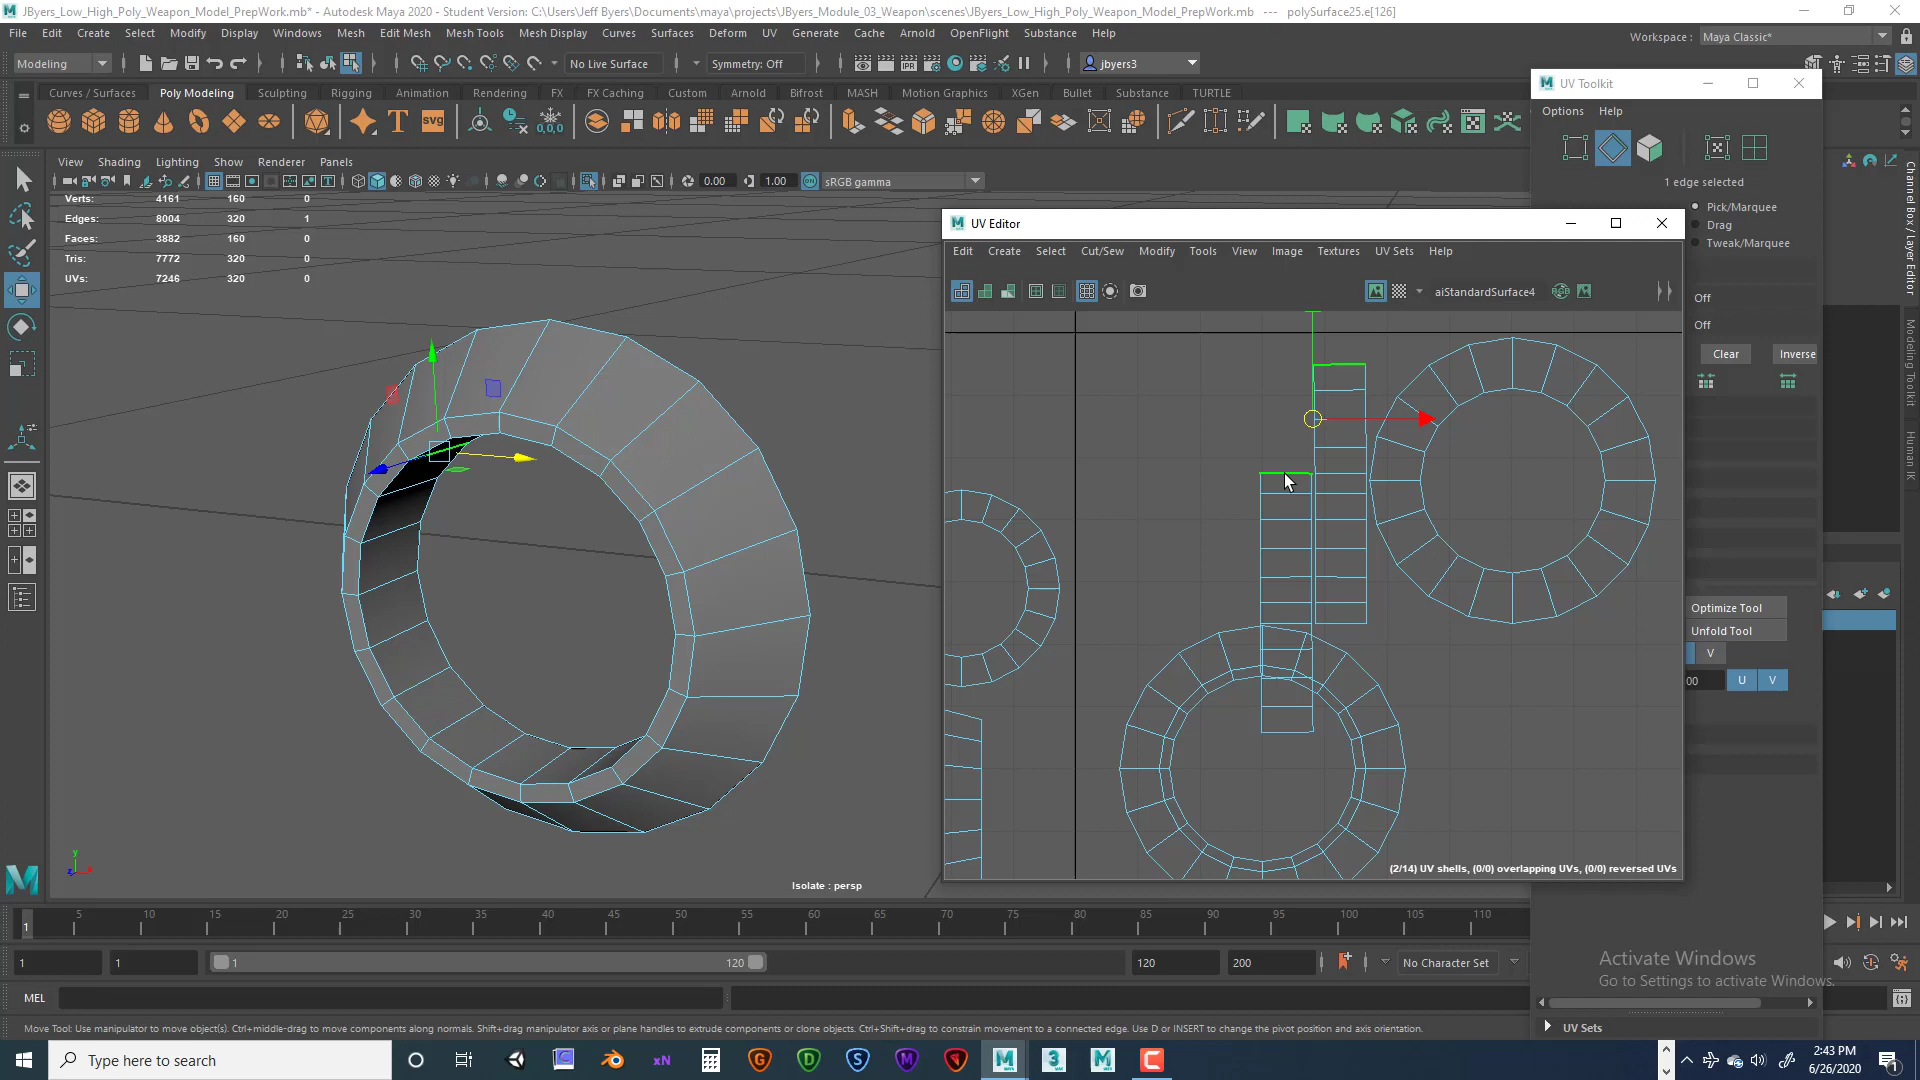 JByers_Low_High_Poly_Weapon_Model_PrepWork.mb* - Autodesk Maya 2020 - Student Version: C:\Users\Jeff Byers\Documents\maya\projects\JByers_Module_03_Weapon\scenes\JByers_Low_High_Poly_Weapon_Model_PrepWork.mb --- polySurface25.e[126]
File Edit Create Select Modify Display Windows Mesh Edit Mesh Mesh Tools Mesh Display Curves Surfaces Deform UV Generate Cache Arnold OpenFlight Substance Help
Workspace : Maya Classic*
Modeling No Live Surface Symmetry: Off jbyers3
Curves / Surfaces Poly Modeling Sculpting Rigging Animation Rendering FX FX Caching Custom Arnold Bifrost MASH Motion Graphics XGen Bullet Substance TURTLE
UV Toolkit
Options Help
View Shading Lighting Show Renderer Panels
0.00 1.00 sRGB gamma
1 edge selected
Pick/Marquee
Drag
Tweak/Marquee
Verts: 4161 160 0
Edges: 8004 320 1
Faces: 3882 160 0
Tris: 7772 320 0
UVs: 7246 320 0
UV Editor
Edit Create Select Cut/Sew Modify Tools View Image Textures UV Sets Help
aiStandardSurface4
Off
Off
Clear Inverse
Optimize Tool
Unfold Tool
V
00 U V
Channel Box / Layer Editor
Modeling Toolkit
Human IK
(2/14) UV shells, (0/0) overlapping UVs, (0/0) reversed UVs
Isolate : persp
y
x
z
1 5 10 15 20 25 30 35 40 45 50 55 60 65 70 75 80 85 90 95 100 105 110
1 1 1 120 120 200 No Character Set
Activate Windows
Go to Settings to activate Windows.
MEL
Move Tool: Use manipulator to move object(s). Ctrl+middle-drag to move components along normals. Shift+drag manipulator axis or plane handles to extrude components or clone objects. Ctrl+Shift+drag to constrain movement to a connected edge. Use D or INSERT to change the pivot position and axis orientation.
UV Sets
Type here to search
2:43 PM
6/26/2020